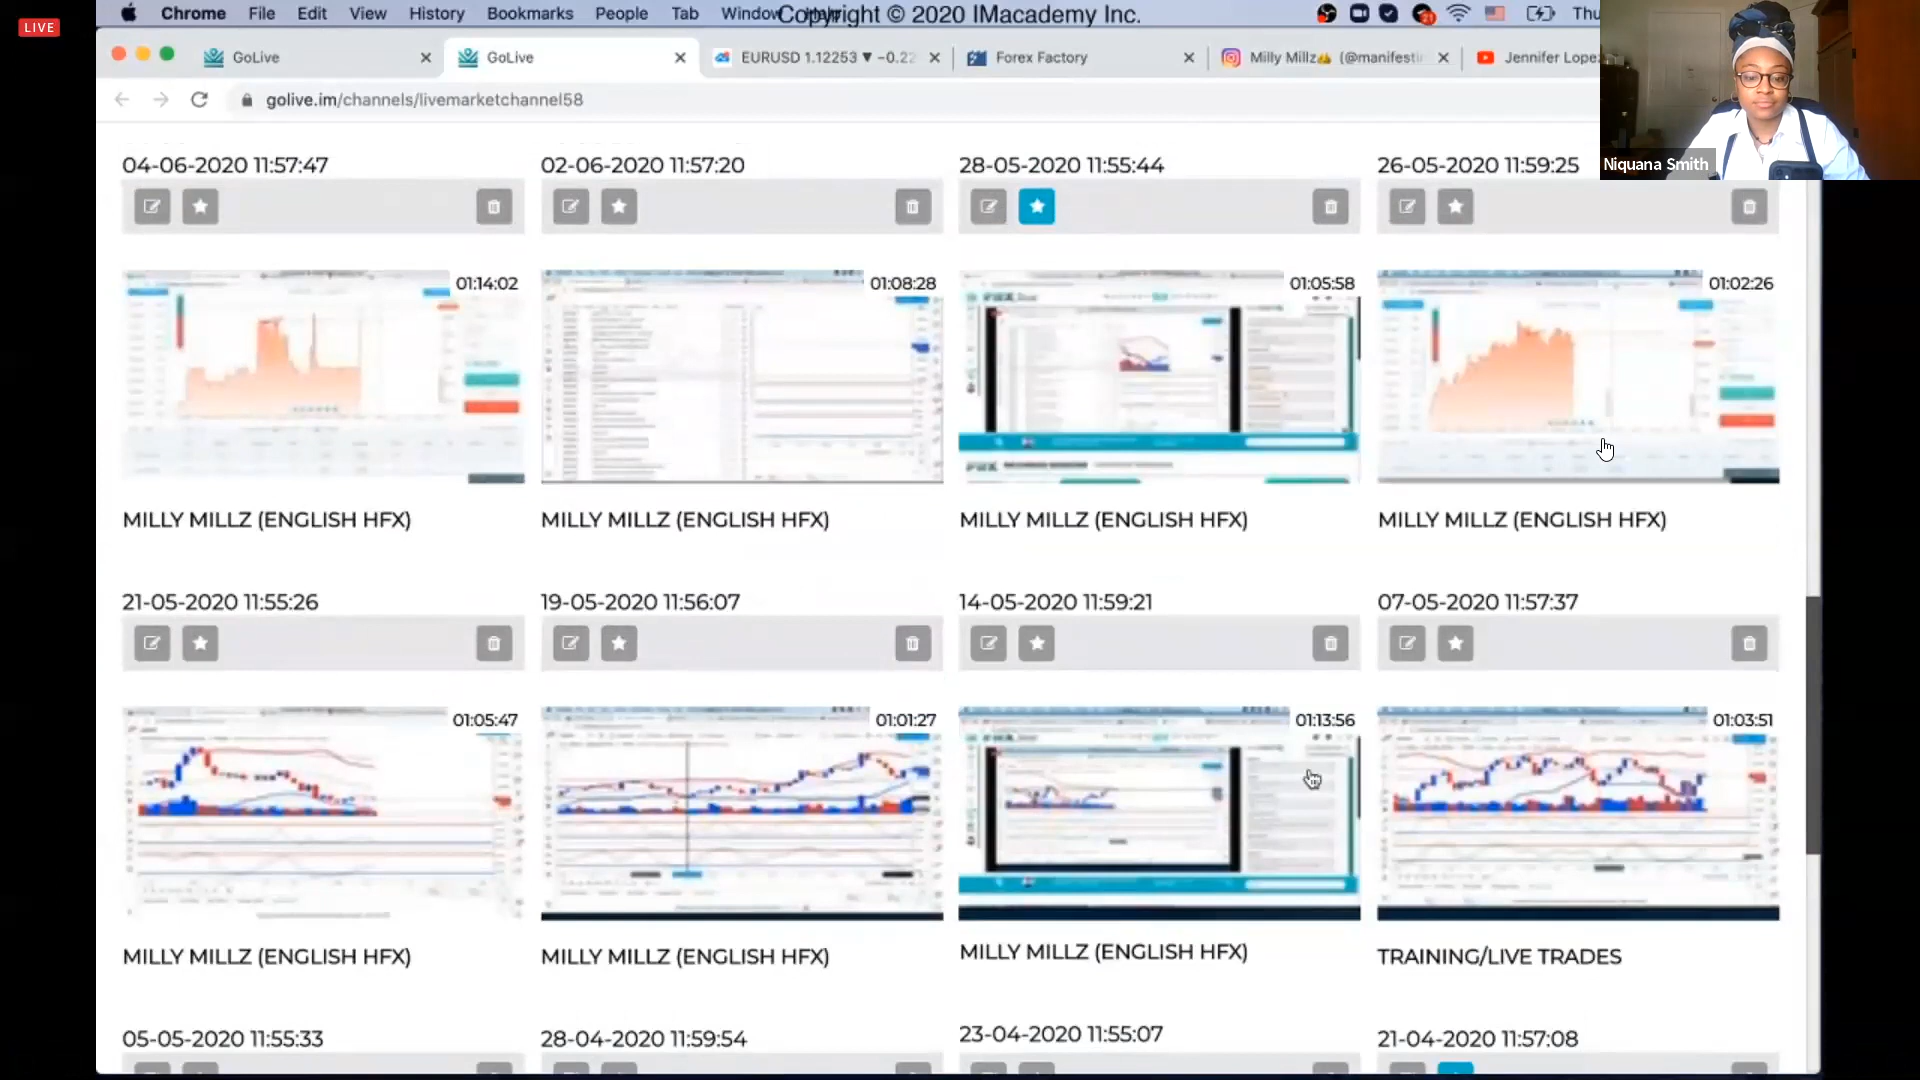 LIVE
Chrome File Edit View History Bookmarks People Tab Window Help
Copyright © 2020 IMacademy Inc.
21
Thu
GoLive
GoLive
EURUSD 1.12253 ▼ −0.22
Forex Factory
Milly Millz (@manifestin
Jennifer Lope
golive.im/channels/livemarketchannel58
Niquana Smith
04-06-2020 11:57:47
02-06-2020 11:57:20
28-05-2020 11:55:44
26-05-2020 11:59:25
01:14:02
01:08:28
01:05:58
01:02:26
MILLY MILLZ (ENGLISH HFX)
MILLY MILLZ (ENGLISH HFX)
MILLY MILLZ (ENGLISH HFX)
MILLY MILLZ (ENGLISH HFX)
21-05-2020 11:55:26
19-05-2020 11:56:07
14-05-2020 11:59:21
07-05-2020 11:57:37
01:05:47
01:01:27
01:13:56
01:03:51
MILLY MILLZ (ENGLISH HFX)
MILLY MILLZ (ENGLISH HFX)
MILLY MILLZ (ENGLISH HFX)
TRAINING/LIVE TRADES
05-05-2020 11:55:33
28-04-2020 11:59:54
23-04-2020 11:55:07
21-04-2020 11:57:08